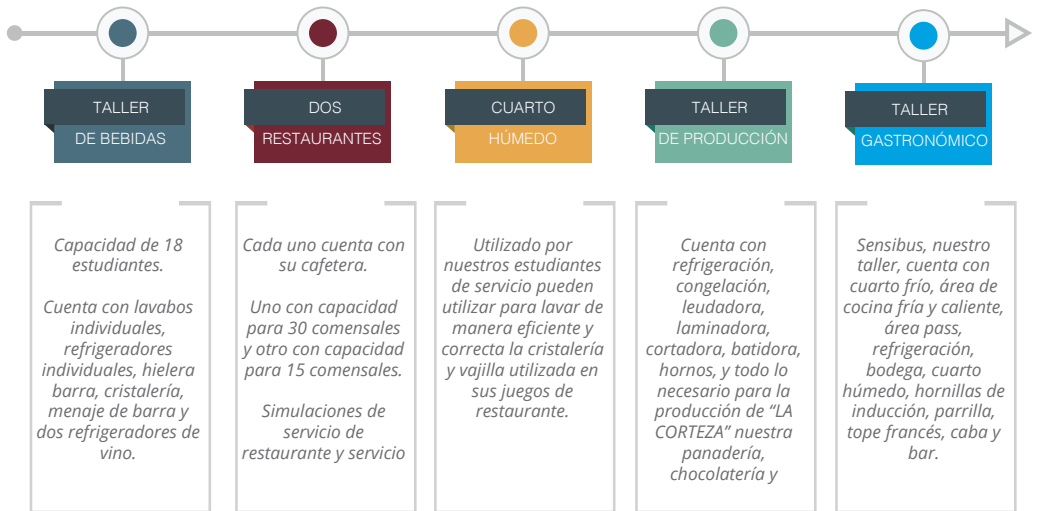 TALLER
DE BEBIDAS
DOS
RESTAURANTES
CUARTO
HÚMEDO
TALLER
DE PRODUCCIÓN
TALLER
GASTRONÓMICO
Capacidad de 18
estudiantes.
Cuenta con lavabos
individuales,
refrigeradores
individuales, hielera
barra, cristalería,
menaje de barra y
dos refrigeradores de
vino.
Cada uno cuenta con
su cafetera.
Uno con capacidad
para 30 comensales
y otro con capacidad
para 15 comensales.
Simulaciones de
servicio de
restaurante y servicio
Utilizado por
nuestros estudiantes
de servicio pueden
utilizar para lavar de
manera eficiente y
correcta la cristalería
y vajilla utilizada en
sus juegos de
restaurante.
Cuenta con
refrigeración,
congelación,
leudadora,
laminadora,
cortadora, batidora,
hornos, y todo lo
necesario para la
producción de “LA
CORTEZA” nuestra
panadería,
chocolatería y
Sensibus, nuestro
taller, cuenta con
cuarto frío, área de
cocina fría y caliente,
área pass,
refrigeración,
bodega, cuarto
húmedo, hornillas de
inducción, parrilla,
tope francés, caba y
bar.